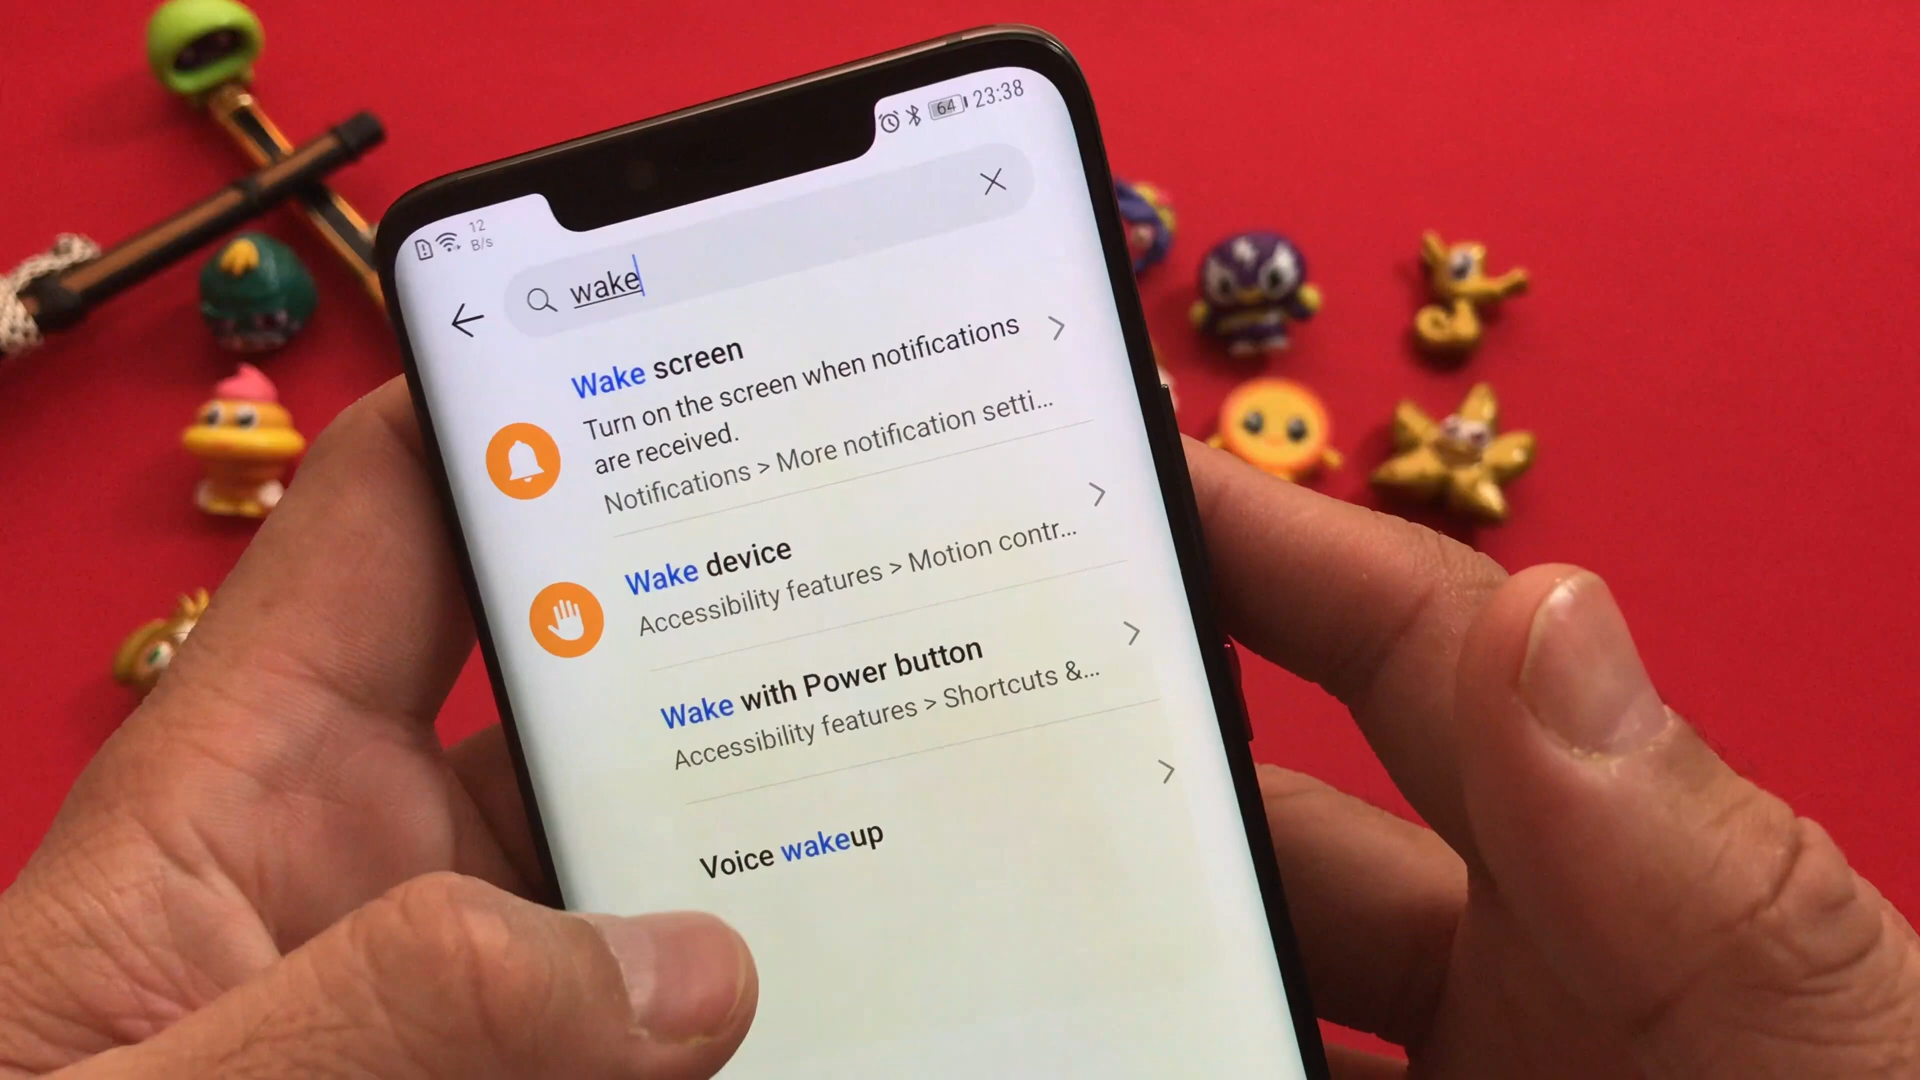 12
B/s
64 23:38
wake
Wake screen
Turn on the screen when notifications
are received.
Notifications > More notification setti...
Wake device
Accessibility features > Motion contr...
Wake with Power button
Accessibility features > Shortcuts &...
Voice wakeup